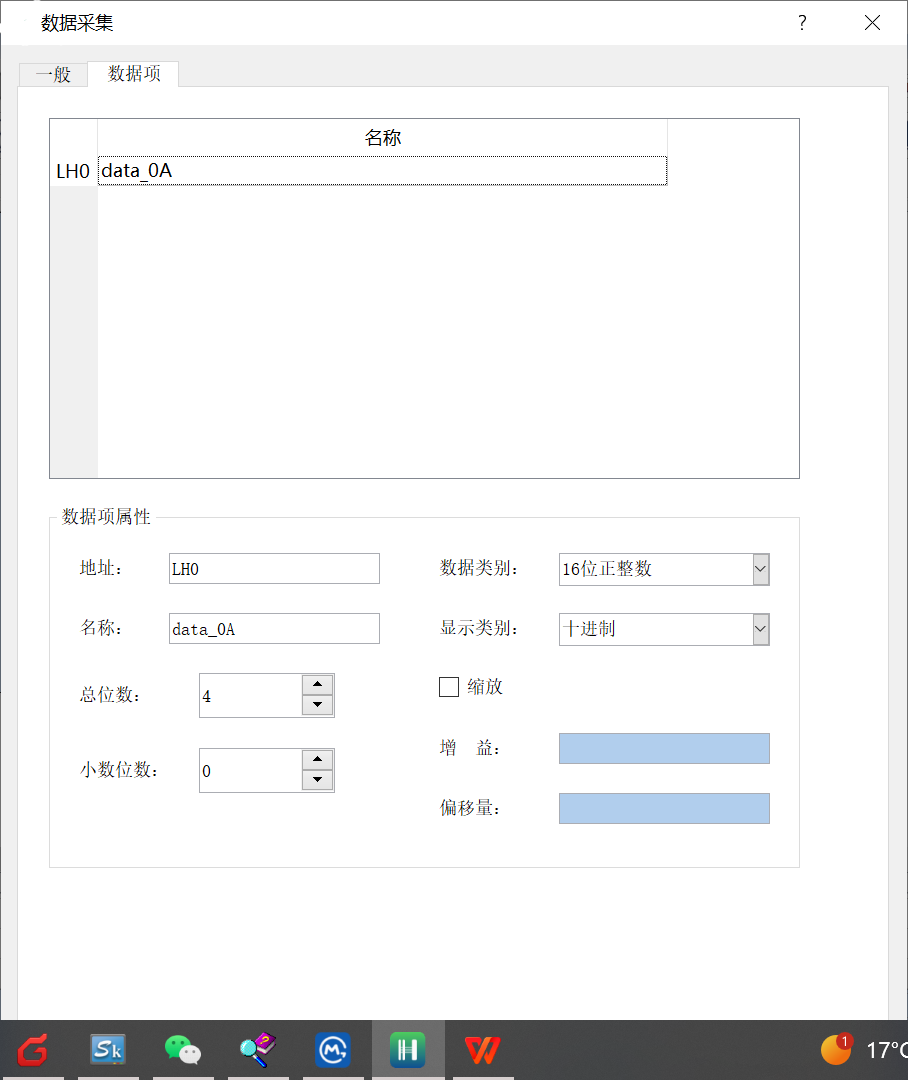 数据采集
?
一般
数据项
名称
LH0 data_0A
数据项属性
地址: LH0
数据类别: 16位正整数
名称: data_0A
显示类别: 十进制
总位数: 4
缩放
小数位数: 0
增 益:
偏移量:
Sk
1
17°C